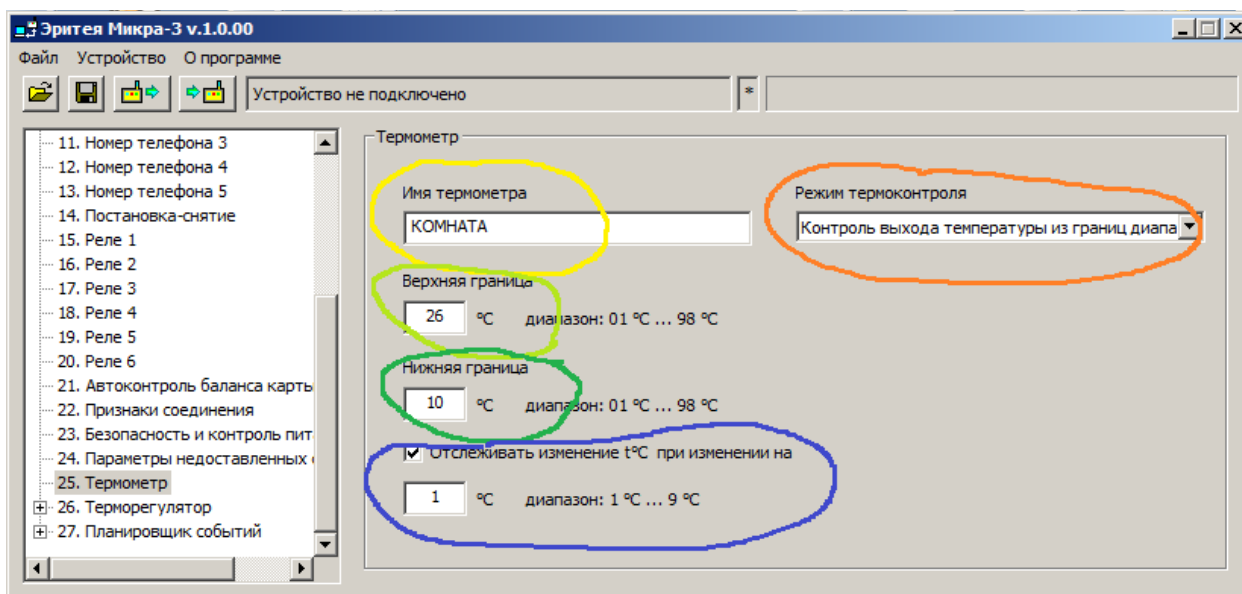 Эритея Микра-3 v.1.0.00
Файл Устройство О программе
Устройство не подключено *
11. Номер телефона 3
12. Номер телефона 4
13. Номер телефона 5
14. Постановка-снятие
15. Реле 1
16. Реле 2
17. Реле 3
18. Реле 4
19. Реле 5
20. Реле 6
21. Автоконтроль баланса карты
22. Признаки соединения
23. Безопасность и контроль пит
24. Параметры недоставленных
25. Термометр
26. Терморегулятор
27. Планировщик событий
Термометр
Имя термометра
КОМНАТА
Режим термоконтроля
Контроль выхода температуры из границ диапа
Верхняя граница
26 °C диапазон: 01 °C ... 98 °C
Нижняя граница
10 °C диапазон: 01 °C ... 98 °C
Отслеживать изменение t°C при изменении на
1 °C диапазон: 1 °C ... 9 °C